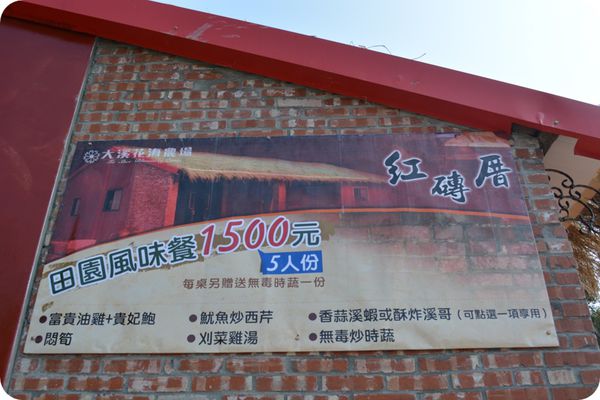 大溪花海農場
紅磚厝
田園風味餐1500元
5人份
每桌另贈送無毒時蔬一份
●富貴油雞+貴妃鮑
●魷魚炒西芹
●香蒜溪蝦或酥炸溪哥(可點選一項享用)
●悶筍
●刈菜雞湯
●無毒炒時蔬